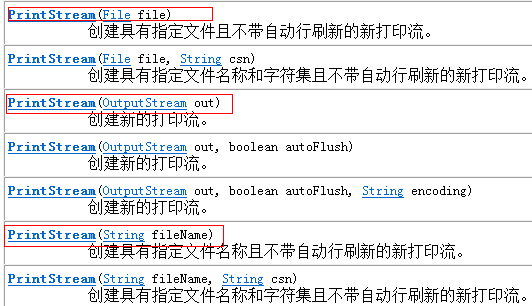 PrintStream(File file)
创建具有指定文件且不带自动行刷新的新打印流。
PrintStream(File file, String csn)
创建具有指定文件名称和字符集且不带自动行刷新的新打印流。
PrintStream(OutputStream out)
创建新的打印流。
PrintStream(OutputStream out, boolean autoFlush)
创建新的打印流。
PrintStream(OutputStream out, boolean autoFlush, String encoding)
创建新的打印流。
PrintStream(String fileName)
创建具有指定文件名称且不带自动行刷新的新打印流。
PrintStream(String fileName, String csn)
创建具有指定文件名称和字符集且不带自动行刷新的新打印流。